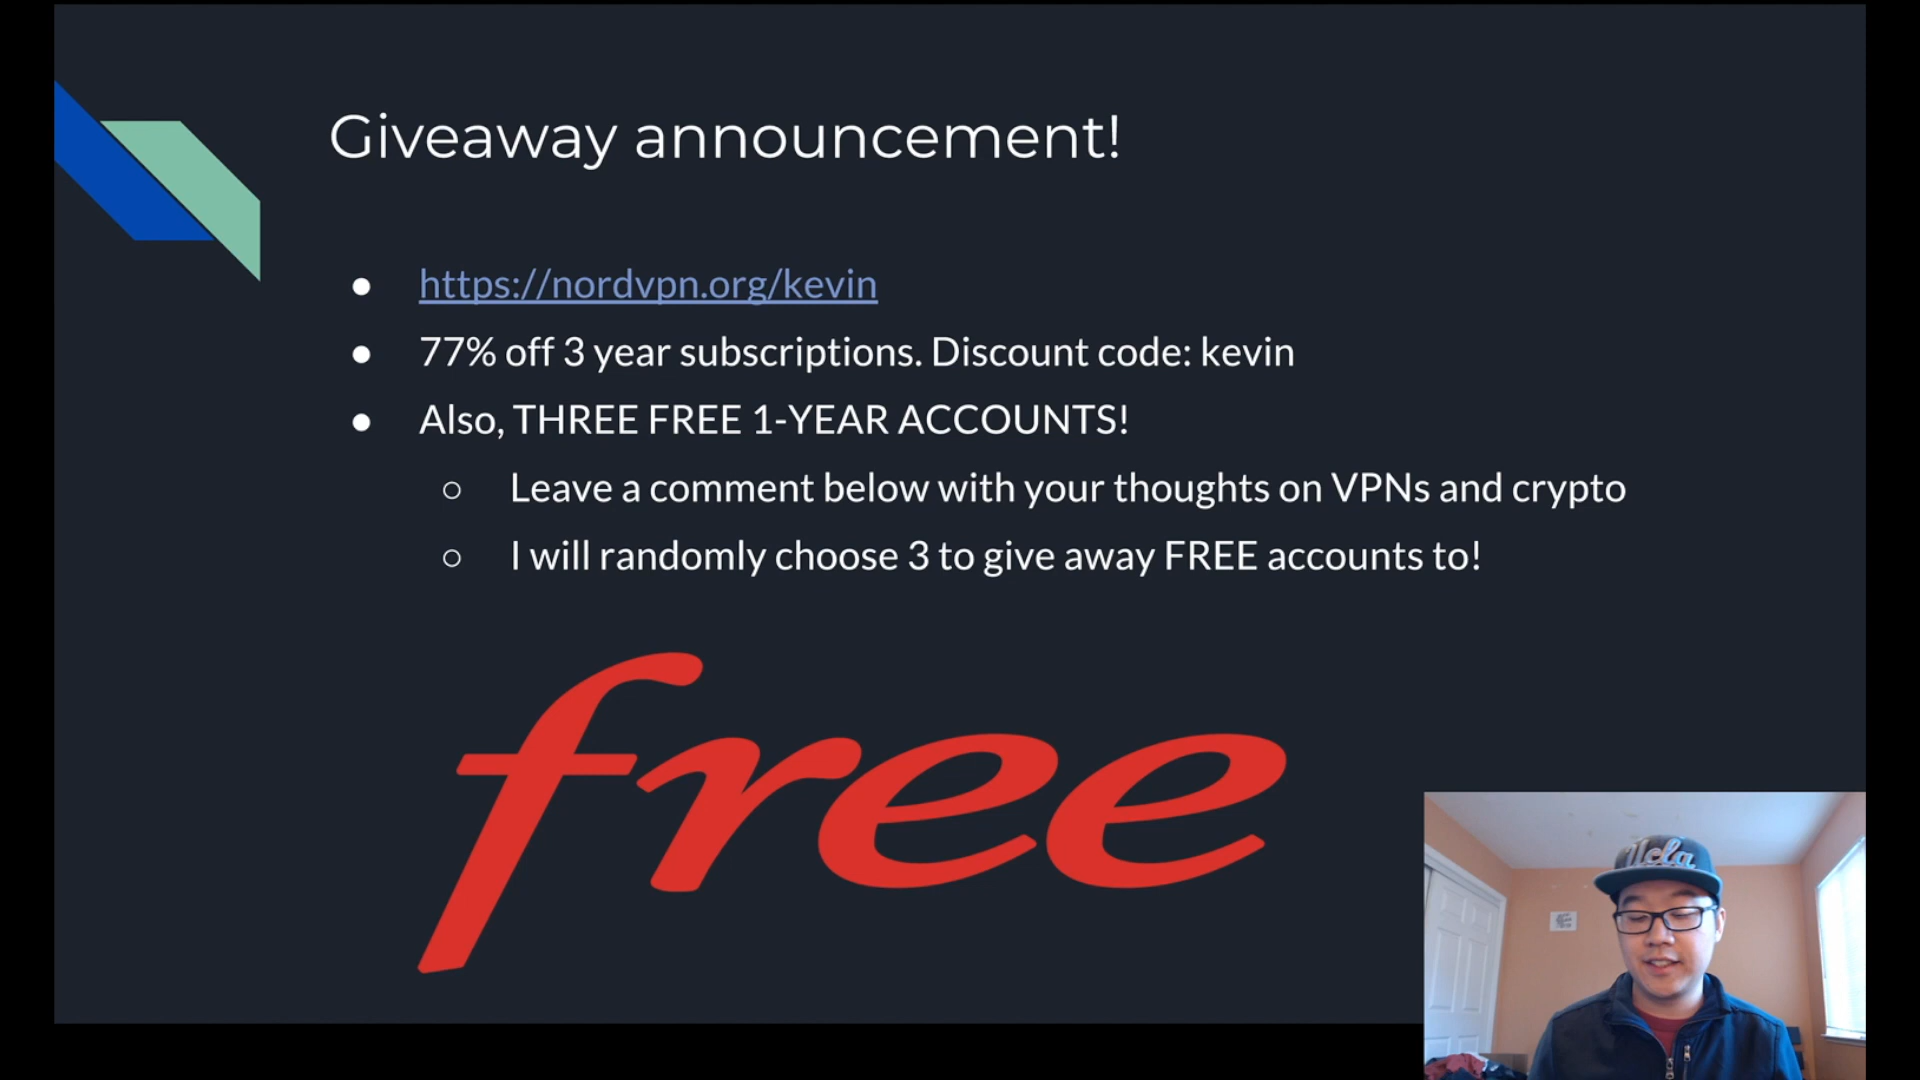 Giveaway announcement!
https://nordvpn.org/kevin
77% off 3 year subscriptions. Discount code: kevin
Also, THREE FREE 1-YEAR ACCOUNTS!
Leave a comment below with your thoughts on VPNs and crypto
I will randomly choose 3 to give away FREE accounts to!
free
Ucla